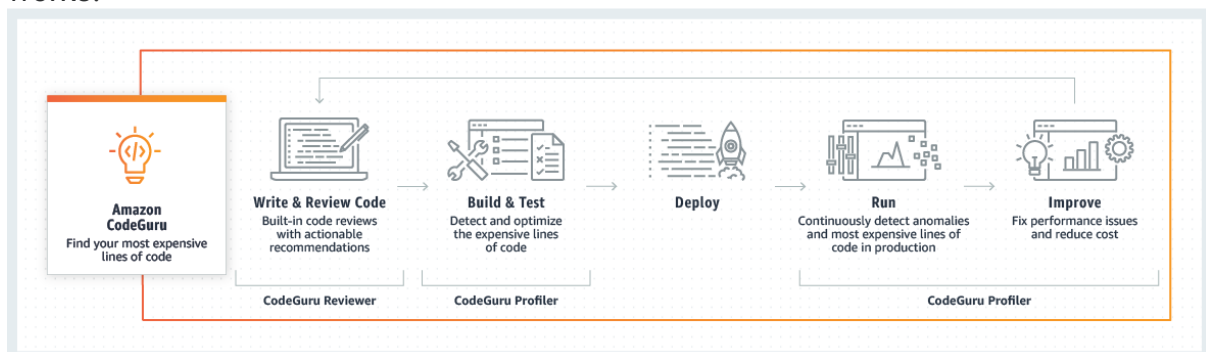 Amazon
CodeGuru
Find your most expensive
lines of code
Write & Review Code
Built-in code reviews
with actionable
recommendations
Build & Test
Detect and optimize
the expensive lines
of code
Deploy
Run
Continuously detect anomalies
and most expensive lines of
code in production
Improve
Fix performance issues
and reduce cost
CodeGuru Reviewer
CodeGuru Profiler
CodeGuru Profiler